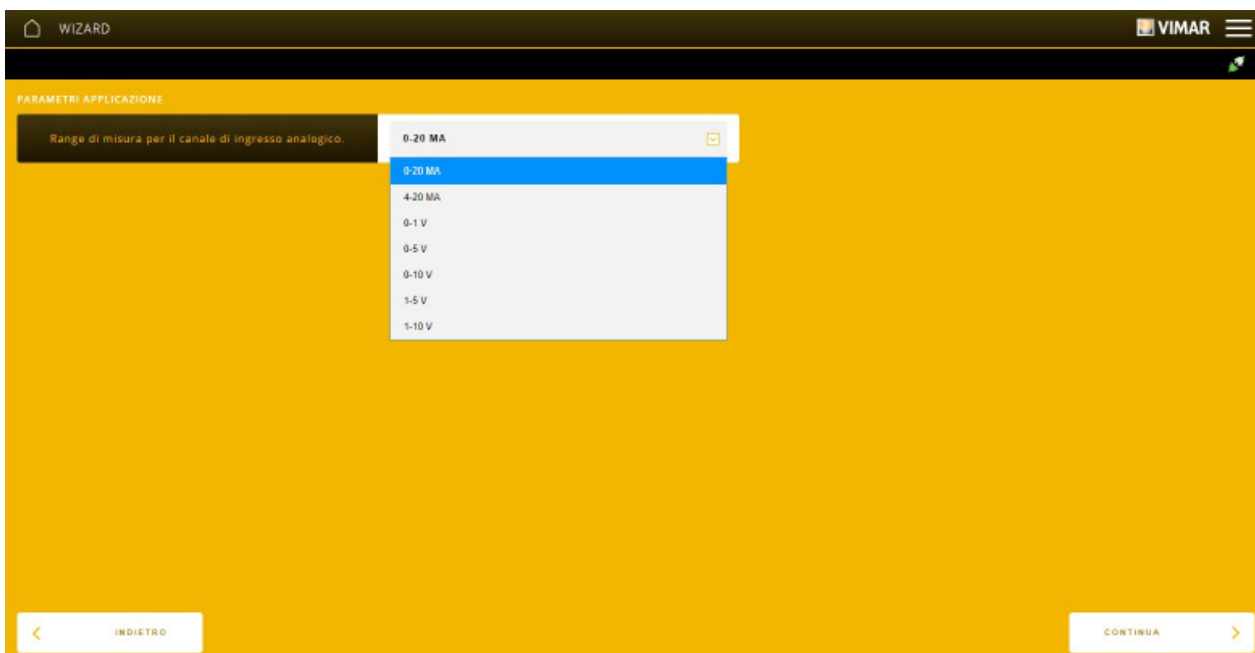 WIZARD
VIMAR
PARAMETRI APPLICAZIONE
Range di misura per il canale di ingresso analogico.
0-20 MA
0-20 MA
4-20 MA
0-1 V
0-5 V
0-10 V
1-5 V
1-10 V
INDIETRO
CONTINUA